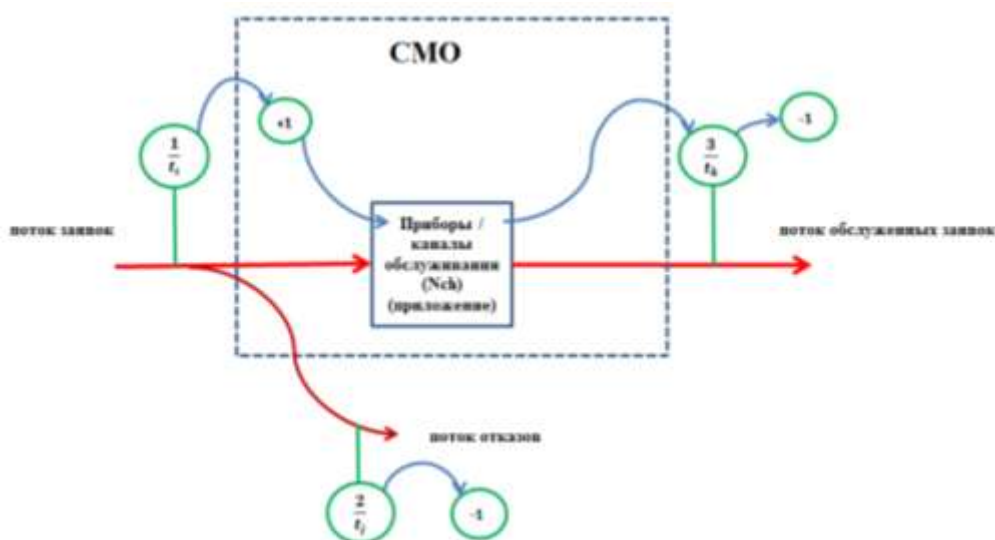 СМО
+1
-1
1
t_i
3
t_k
поток заявок
Приборы /
каналы
обслуживания
(Nch)
(приложение)
поток обслуженных заявок
поток отказов
2
t_j
-1